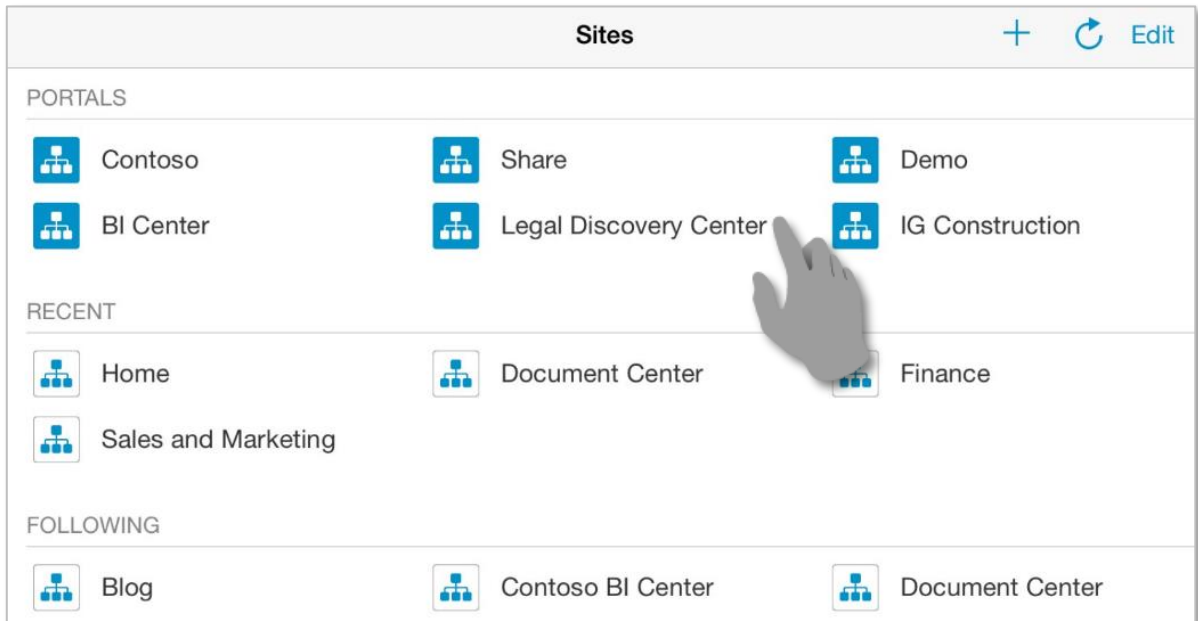 Sites Edit
PORTALS
Contoso Share Demo
BI Center Legal Discovery Center IG Construction
RECENT
Home Document Center Finance
Sales and Marketing
FOLLOWING
Blog Contoso BI Center Document Center